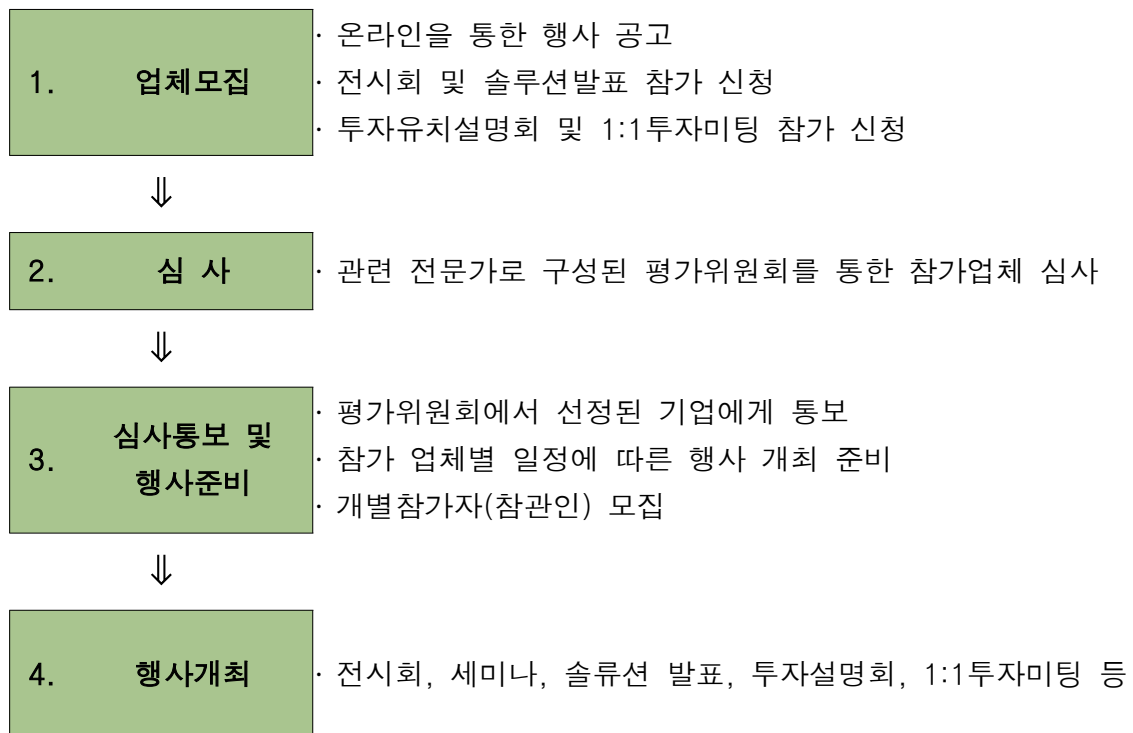 · 온라인을 통한 행사 공고
1. 업체모집
· 전시회 및 솔루션발표 참가 신청
· 투자유치설명회 및 1:1투자미팅 참가 신청
⇓
2. 심 사
· 관련 전문가로 구성된 평가위원회를 통한 참가업체 심사
⇓
3. 심사통보 및
행사준비
· 평가위원회에서 선정된 기업에게 통보
· 참가 업체별 일정에 따른 행사 개최 준비
· 개별참가자(참관인) 모집
⇓
4. 행사개최
· 전시회, 세미나, 솔류션 발표, 투자설명회, 1:1투자미팅 등